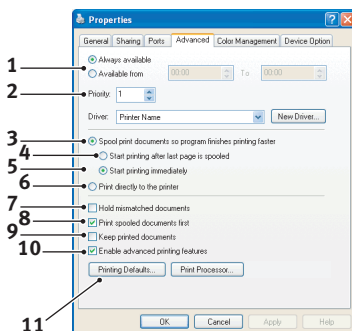 Properties
General Sharing Ports Advanced Color Management Device Option
1 Always available
Available from 00:00 To 00:00
2 Priority: 1
Driver: Printer Name New Driver...
3 Spool print documents so program finishes printing faster
4 Start printing after last page is spooled
5 Start printing immediately
6 Print directly to the printer
7 Hold mismatched documents
8 Print spooled documents first
9 Keep printed documents
10 Enable advanced printing features
Printing Defaults... Print Processor...
11
OK Cancel Apply Help